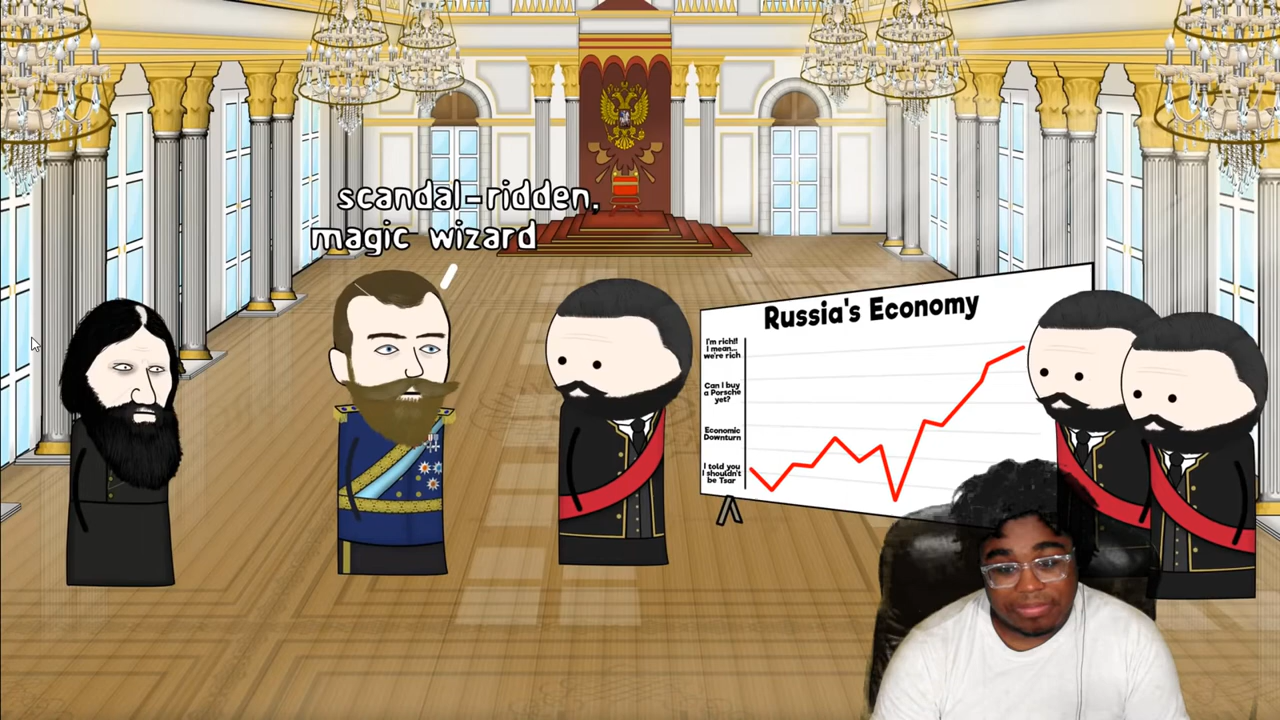 scandal-ridden,
magic wizard
Russia's Economy
I'm rich!!
I mean...
we're rich
Can I buy
a Porsche
yet?
Economic
Downturn
I told you
I shouldn't
be Tsar